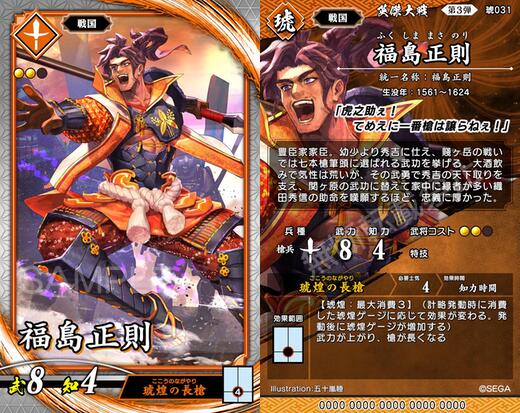 戦国
福島正則
武8 知4
こころのながやり
琥煌の長槍
4
琥
戦国
英傑大戦
第3弾
琥031
ふくしままさのり
福島正則
統一名称:福島正則
生没年:1561~1624
「虎之助ぇ!
てめえに一番槍は譲らねぇ!」
豊臣家家臣。幼少より秀吉に仕え、賤ヶ岳の戦い
では七本槍筆頭に選ばれる武功を挙げる。大酒飲
みで気性は荒いが、その武勇で秀吉の天下取りを
支え、関ヶ原の武功に替えて家中に縁者が多い織
田秀信の助命を嘆願するほど、忠義に厚かった。
兵種 武力 知力 武将コスト
槍兵 8 4
特技
こころのながやり 必要士気 効果時間
琥煌の長槍 4 知力時間
効果範囲
【琥煌:最大消費3】(計略発動時に消費
した琥煌ゲージに応じて効果が変わる。発
動後に琥煌ゲージが増加する)
武力が上がり、槍が長くなる
Illustration:五十嵐睦
©SEGA
0000 0000 0000 0000 0000